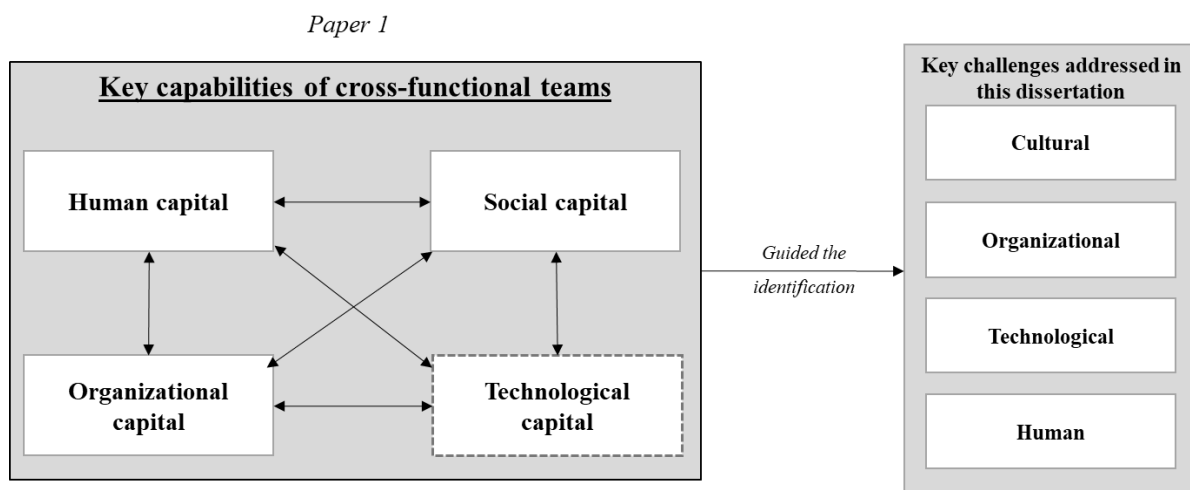 Paper 1
Key capabilities of cross-functional teams
Human capital
Social capital
Organizational
capital
Technological
capital
Guided the
identification
Key challenges addressed in
this dissertation
Cultural
Organizational
Technological
Human